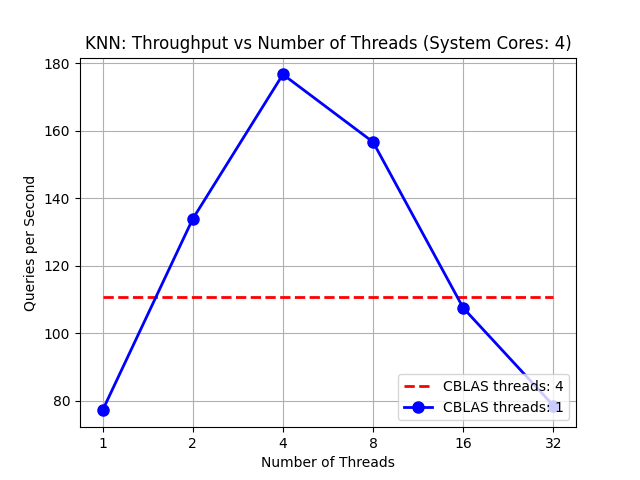 KNN: Throughput vs Number of Threads (System Cores: 4)
180
160
140
120
100
80
Queries per Second
CBLAS threads: 4
CBLAS threads: 1
1 2 4 8 16 32
Number of Threads